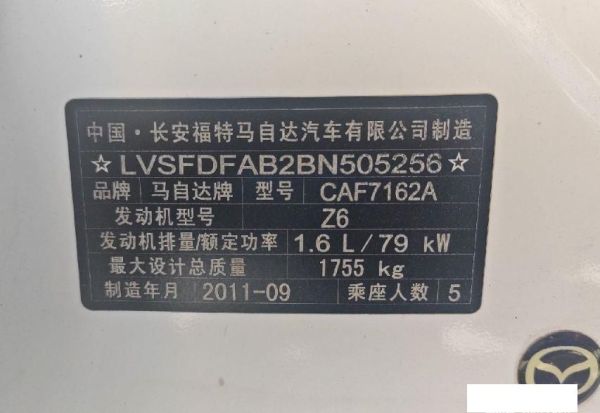 中国·长安福特马自达汽车有限公司制造
☆LVSFDFAB2BN505256☆
品牌 马自达牌 型号 CAF7162A
发动机型号 Z6
发动机排量/额定功率 1.6 L/79 kW
最大设计总质量 1755 kg
制造年月 2011-09 乘座人数 5